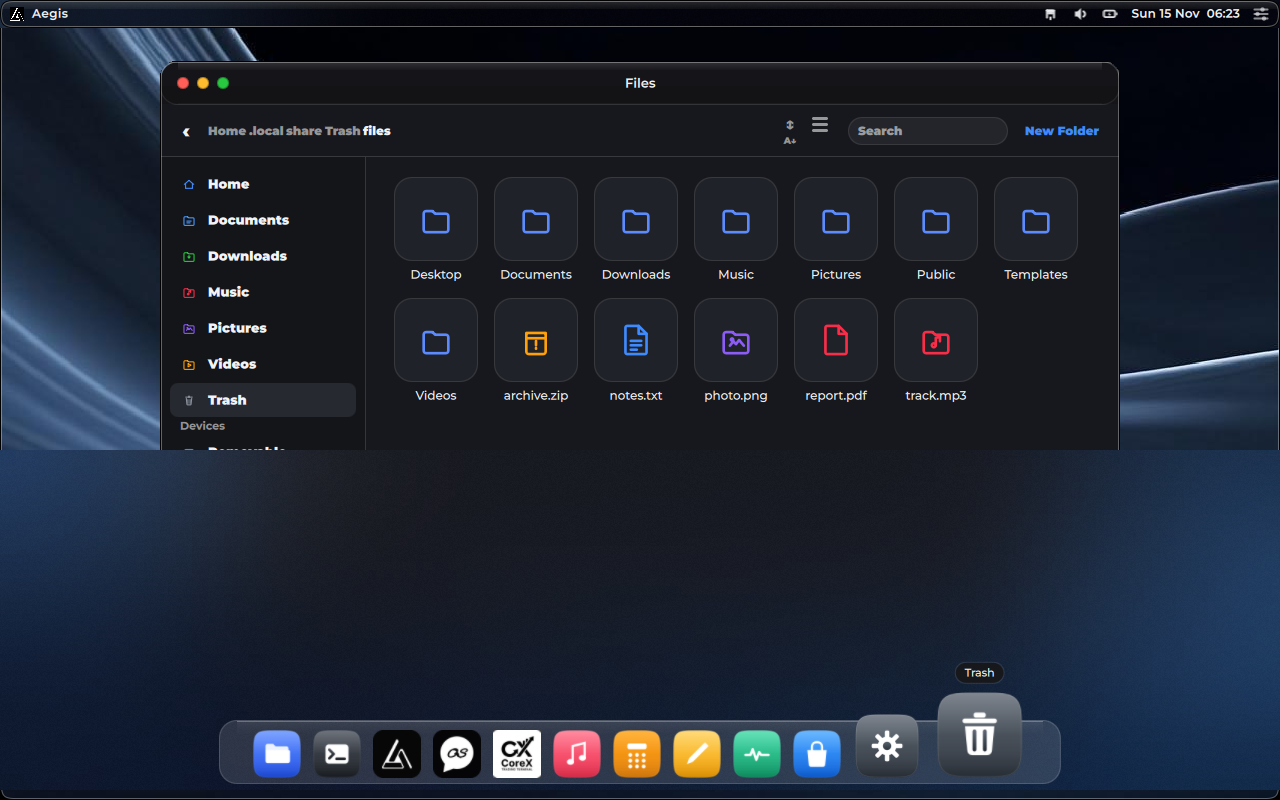 Aegis
Sun 15 Nov 06:23
Files
Home .local share Trash files
A
Search
New Folder
Home
Documents
Downloads
Music
Pictures
Videos
Trash
Devices
Desktop
Documents
Downloads
Music
Pictures
Public
Templates
Videos
archive.zip
notes.txt
photo.png
report.pdf
track.mp3
Trash
as
CX
CoreX